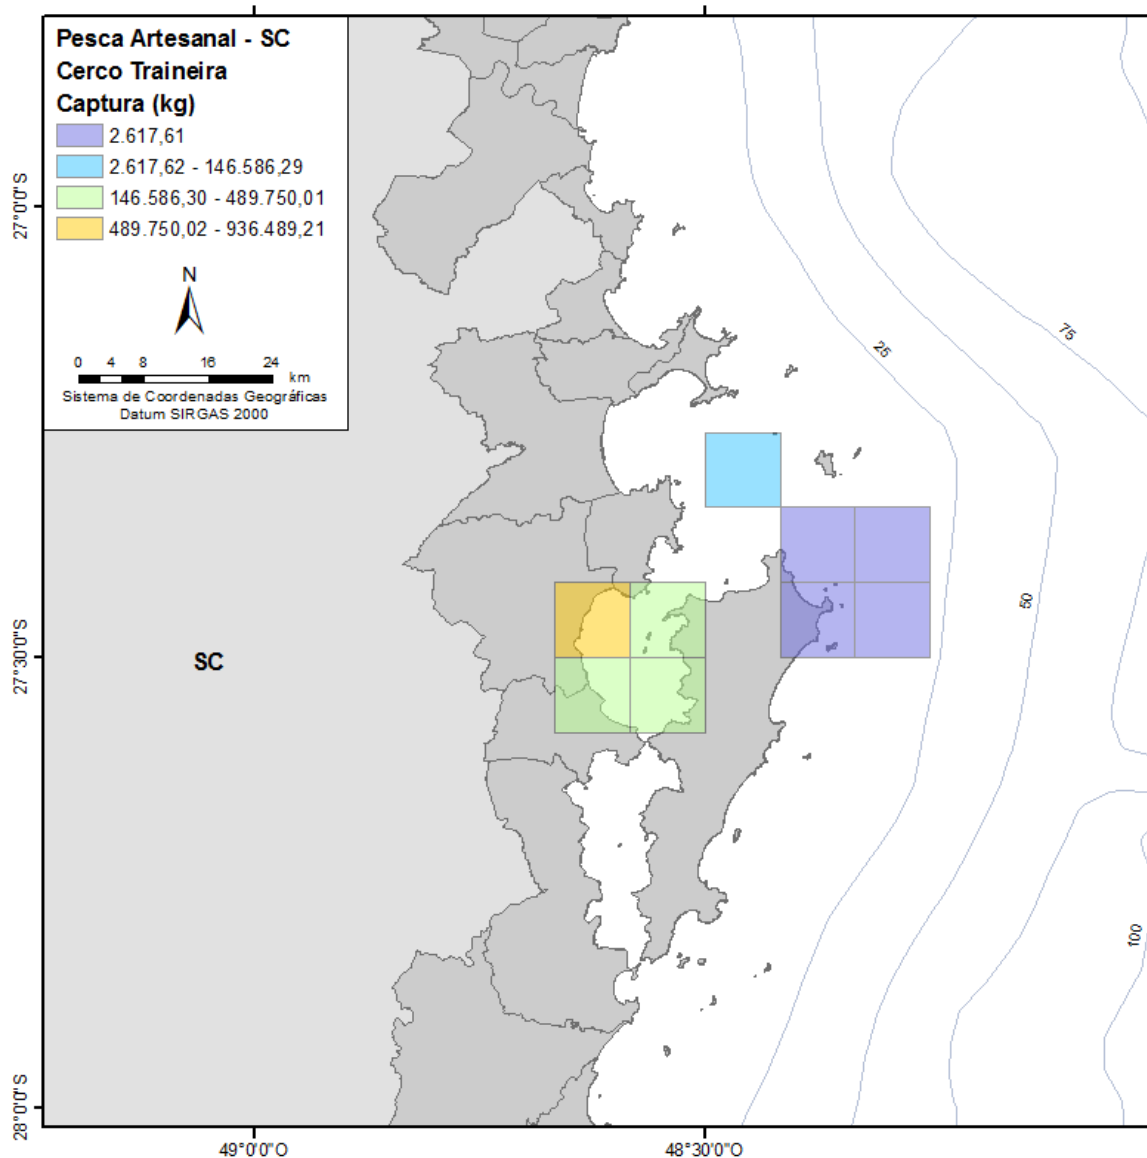 Pesca Artesanal - SC
Cerco Traineira
Captura (kg)
2.617,61
2.617,62 - 146.586,29
146.586,30 - 489.750,01
489.750,02 - 936.489,21
N
0 4 8 16 24
km
Sistema de Coordenadas Geográficas
Datum SIRGAS 2000
27°0'0"S
27°30'0"S
28°0'0"S
SC
25
75
50
100
49°0'0"O
48°30'0"O